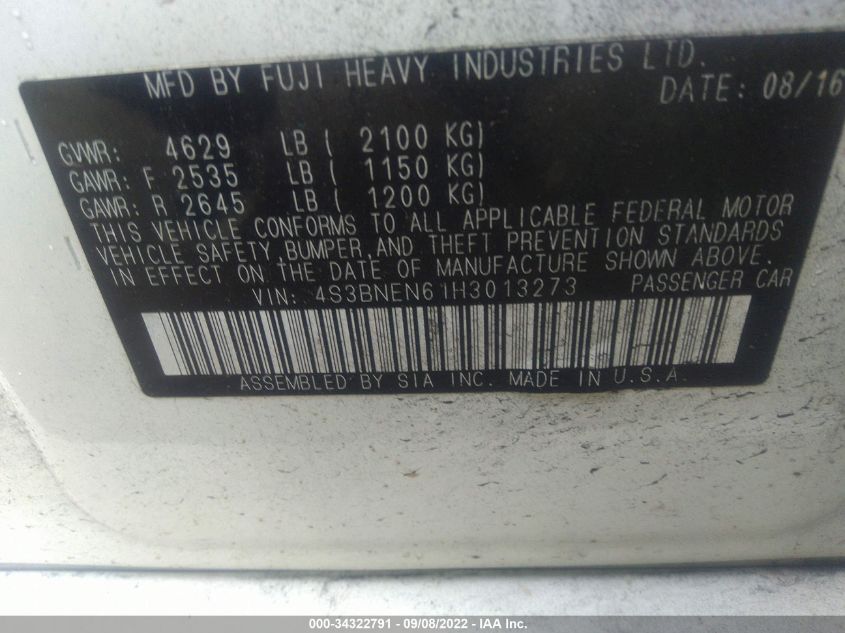 MFD BY FUJI HEAVY INDUSTRIES LTD.
DATE: 08/16
GVWR: 4629 LB ( 2100 KG)
GAWR: F 2535 LB ( 1150 KG)
GAWR: R 2645 LB ( 1200 KG)
THIS VEHICLE CONFORMS TO ALL APPLICABLE FEDERAL MOTOR
VEHICLE SAFETY,BUMPER,AND THEFT PREVENTION STANDARDS
IN EFFECT ON THE DATE OF MANUFACTURE SHOWN ABOVE.
VIN: 4S3BNEN61H3013273 PASSENGER CAR
ASSEMBLED BY SIA INC. MADE IN U.S.A.
000-34322791 - 09/08/2022 - IAA Inc.